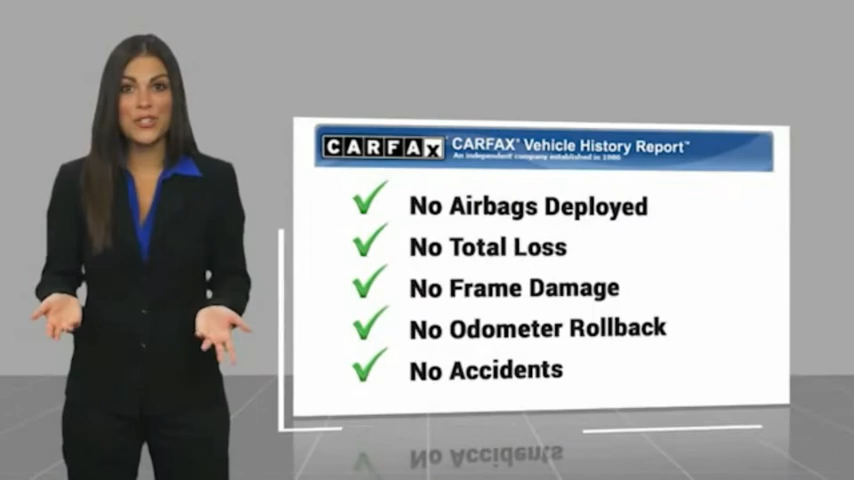 CARFAX CARFAX® Vehicle History Report™
An independent company established in 1986
No Airbags Deployed
No Total Loss
No Frame Damage
No Odometer Rollback
No Accidents
No Accidents